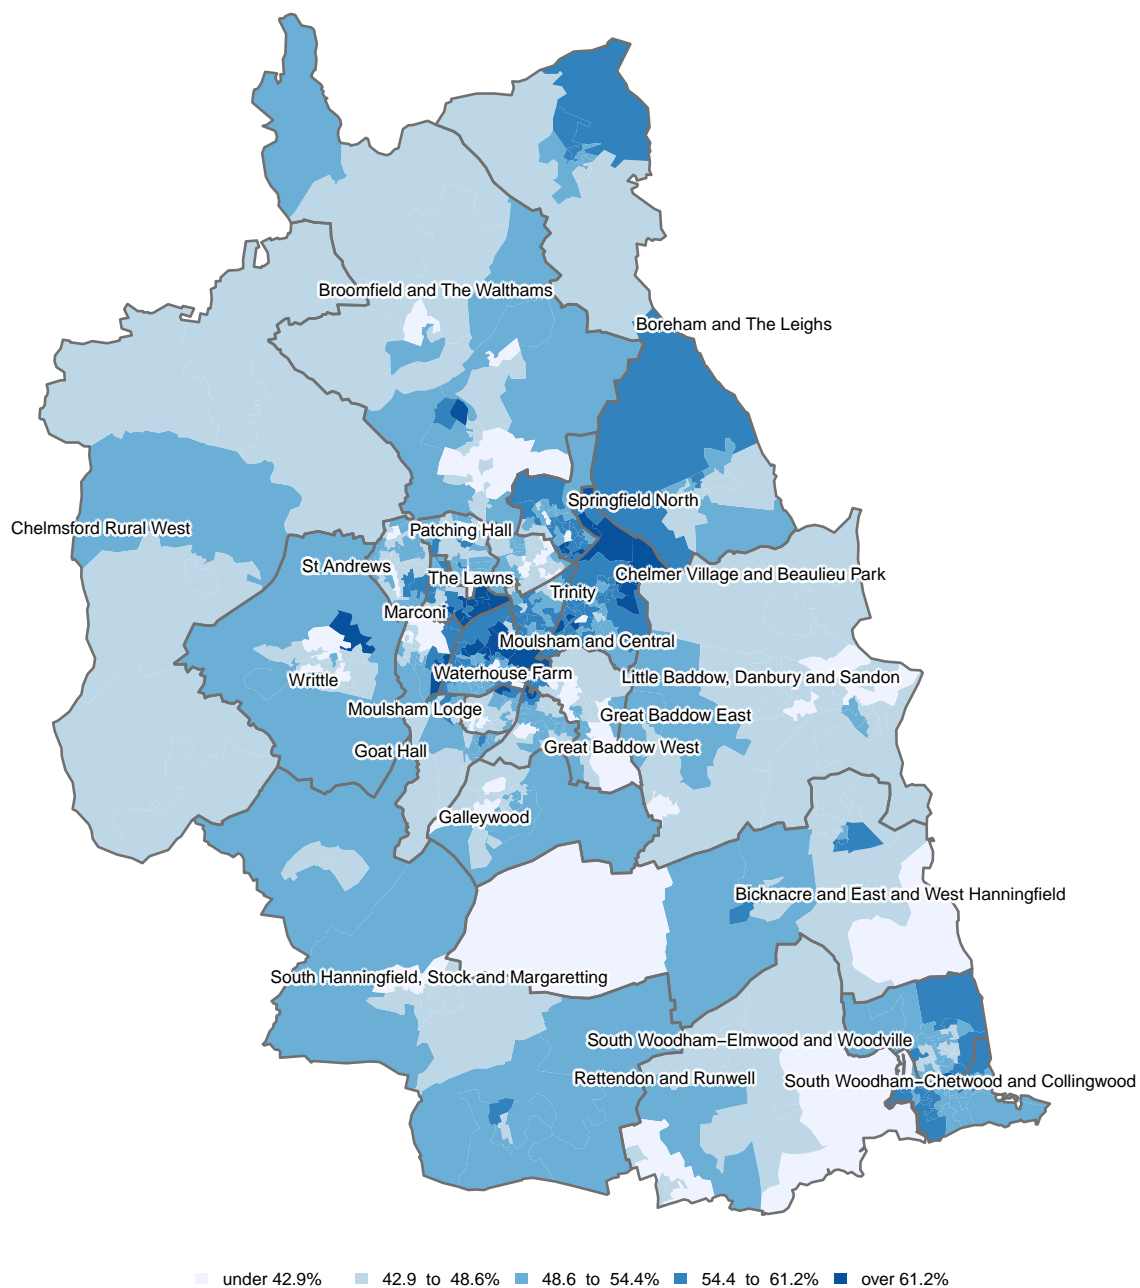 Broomfield and The Walthams
Boreham and The Leighs
Springfield North
Chelmsford Rural West
Patching Hall
St Andrews
The Lawns
Chelmer Village and Beaulieu Park
Trinity
Marconi
Moulsham and Central
Writtle
Waterhouse Farm
Little Baddow, Danbury and Sandon
Moulsham Lodge
Great Baddow East
Goat Hall
Great Baddow West
Galleywood
Bicknacre and East and West Hanningfield
South Hanningfield, Stock and Margaretting
South Woodham−Elmwood and Woodville
Rettendon and Runwell
South Woodham−Chetwood and Collingwood
under 42.9% 42.9 to 48.6% 48.6 to 54.4% 54.4 to 61.2% over 61.2%